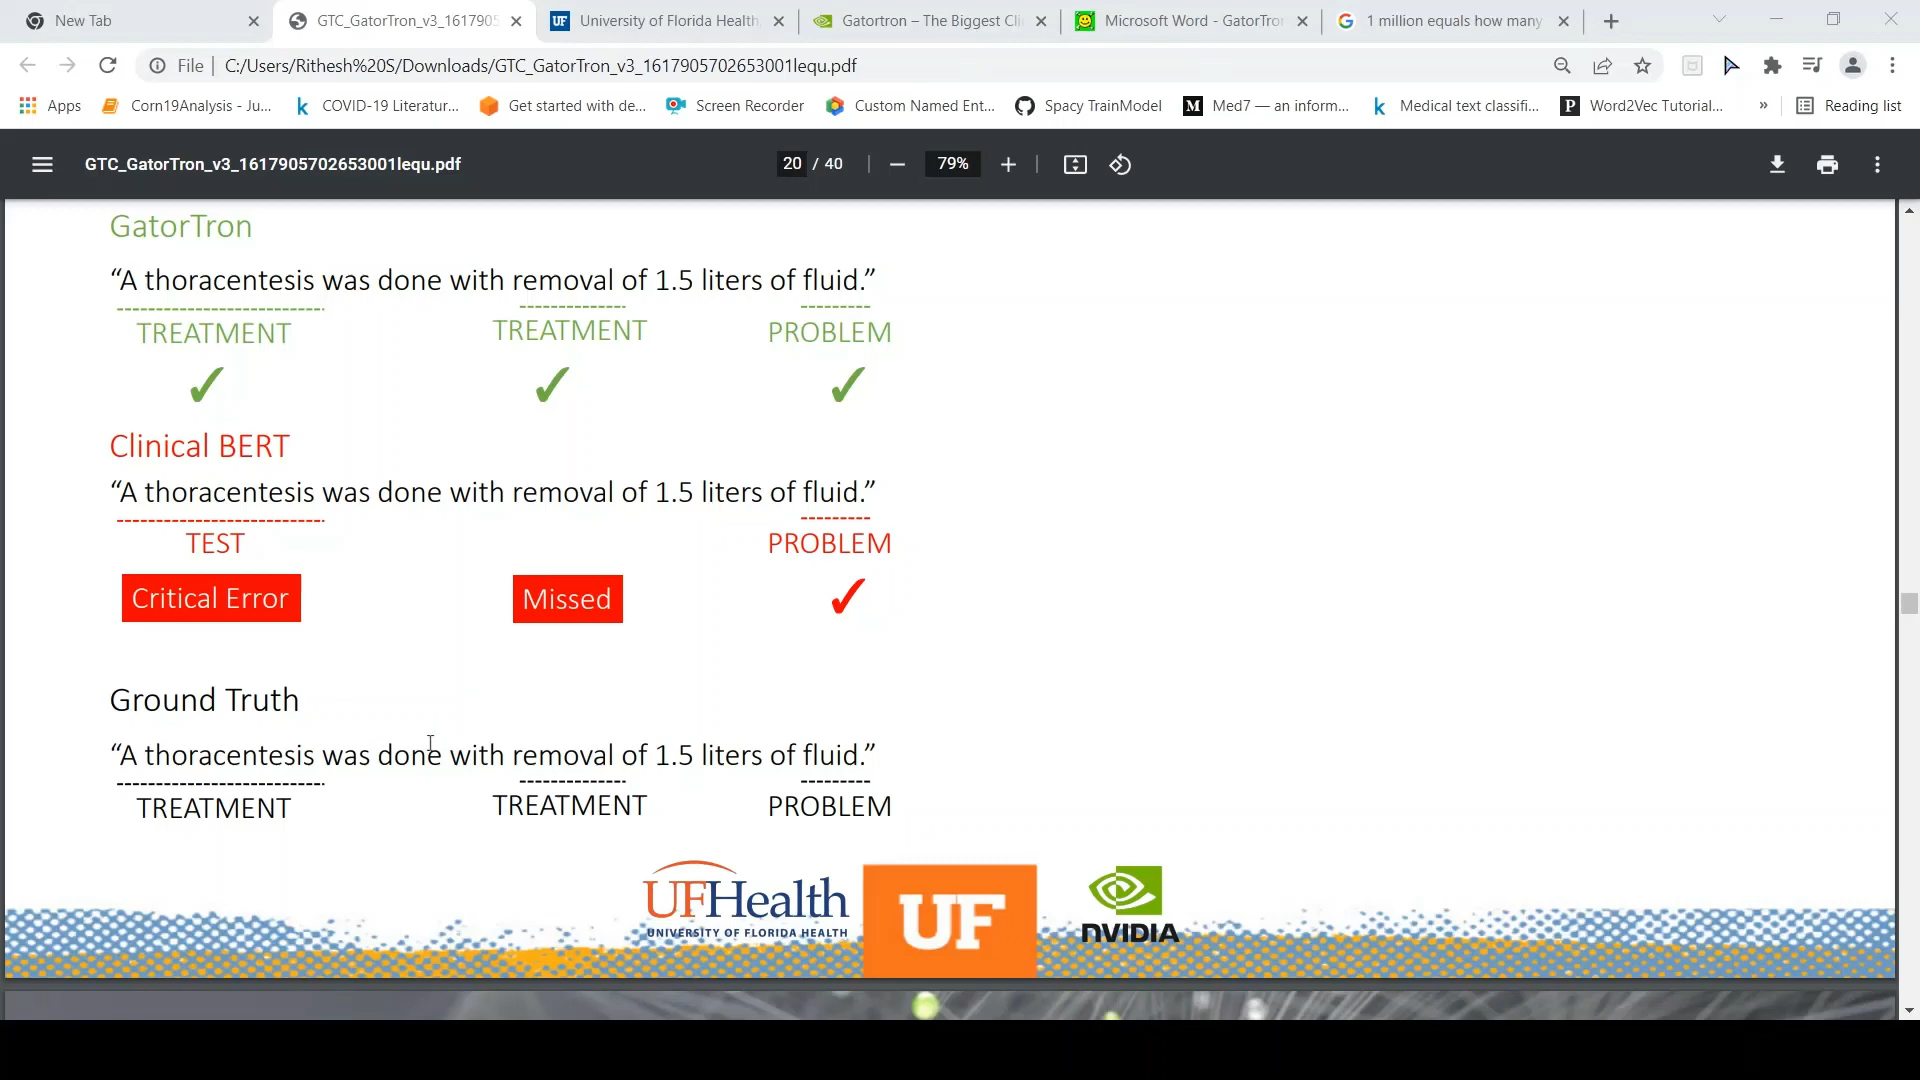 New Tab
GTC_GatorTron_v3_161790
UF University of Florida Health
Gatortron – The Biggest Cli
Microsoft Word - GatorTron
1 million equals how many
File C:/Users/Rithesh%20S/Downloads/GTC_GatorTron_v3_1617905702653001lequ.pdf
Apps
Corn19Analysis - Ju...
COVID-19 Literatur...
Get started with de...
Screen Recorder
Custom Named Ent...
Spacy TrainModel
Med7 — an inform...
Medical text classifi...
Word2Vec Tutorial...
»
Reading list
GTC_GatorTron_v3_1617905702653001lequ.pdf
20 / 40
79%
GatorTron
“A thoracentesis was done with removal of 1.5 liters of fluid.”
TREATMENT TREATMENT PROBLEM
Clinical BERT
“A thoracentesis was done with removal of 1.5 liters of fluid.”
TEST PROBLEM
Critical Error Missed
Ground Truth
“A thoracentesis was done with removal of 1.5 liters of fluid.”
TREATMENT TREATMENT PROBLEM
UFHealth
UNIVERSITY OF FLORIDA HEALTH
UF
NVIDIA